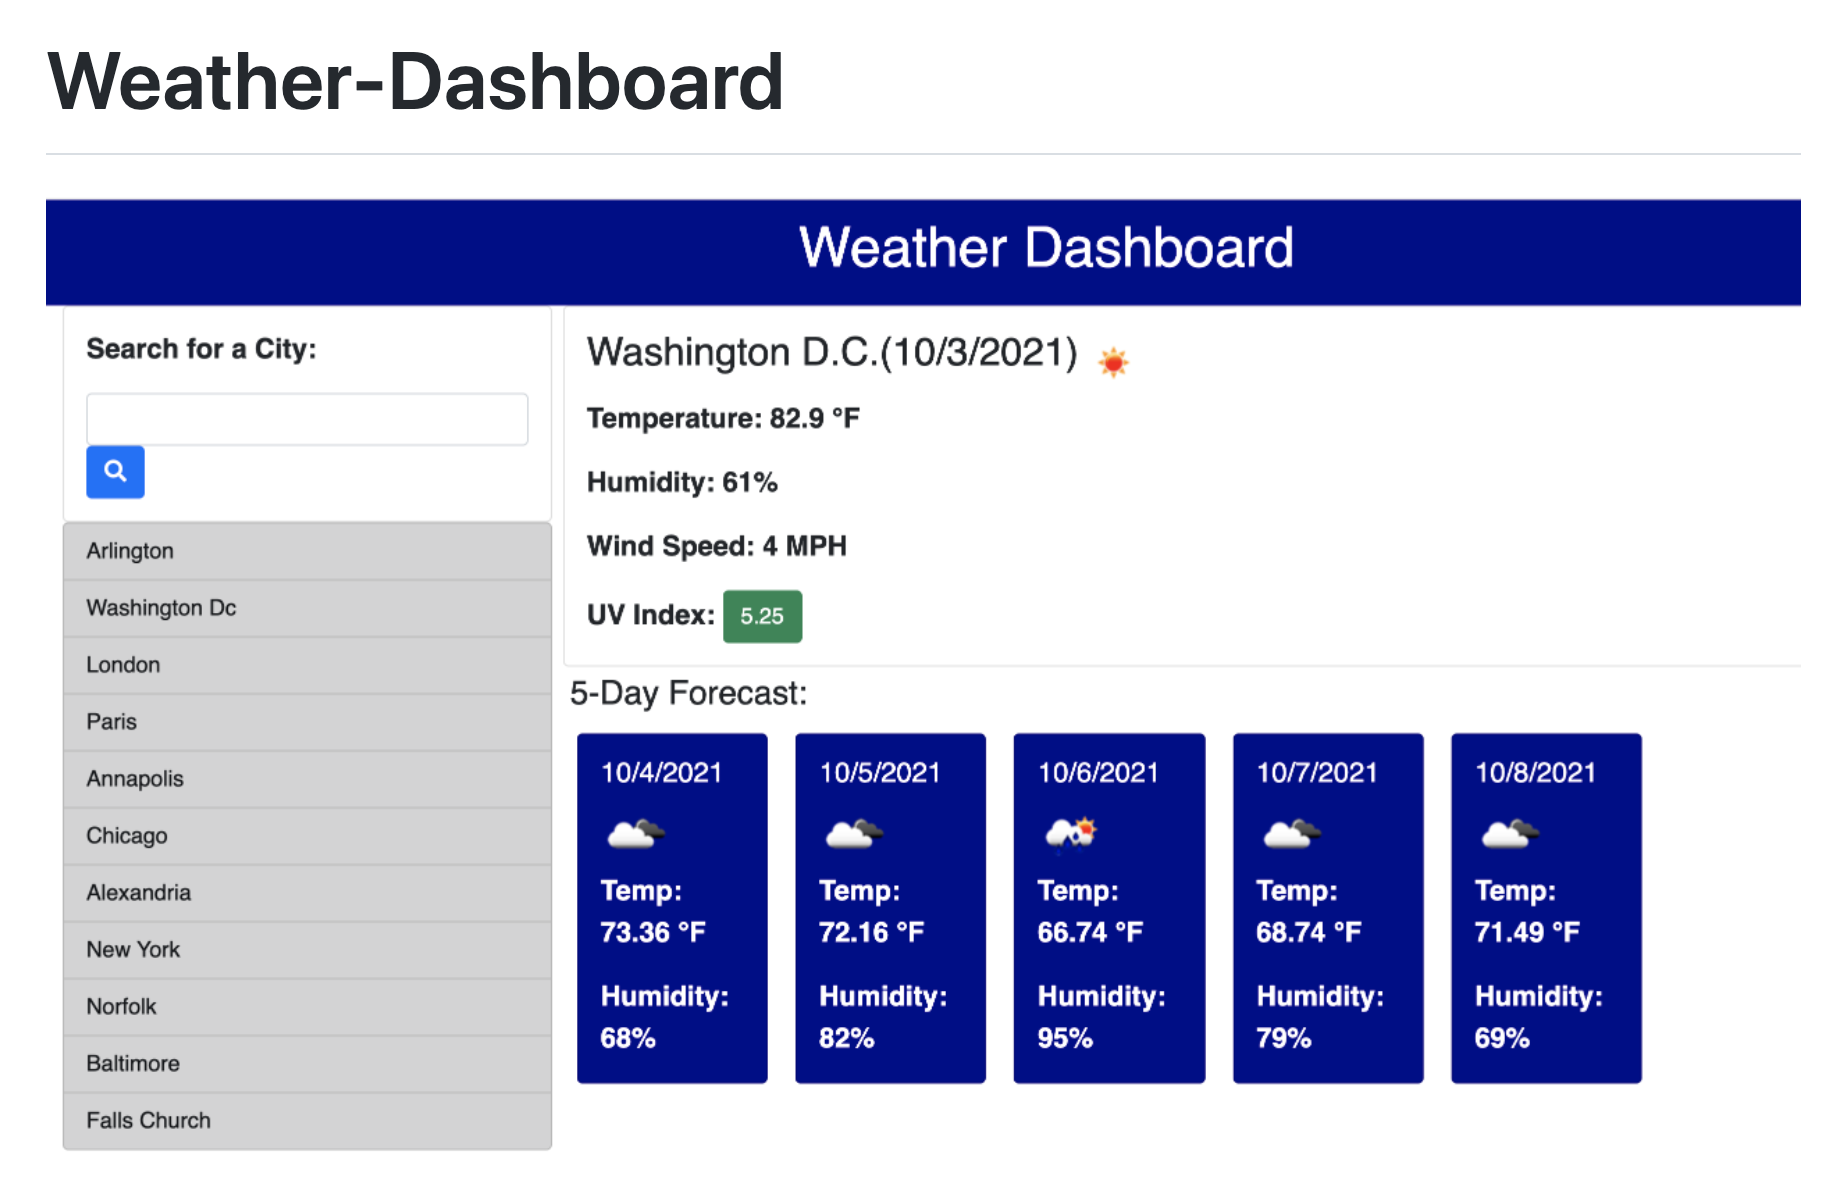 Weather-Dashboard
Weather Dashboard
Search for a City:
Arlington
Washington Dc
London
Paris
Annapolis
Chicago
Alexandria
New York
Norfolk
Baltimore
Falls Church
Washington D.C.(10/3/2021)
Temperature: 82.9 °F
Humidity: 61%
Wind Speed: 4 MPH
UV Index: 5.25
5-Day Forecast:
10/4/2021
Temp:
73.36 °F
Humidity:
68%
10/5/2021
Temp:
72.16 °F
Humidity:
82%
10/6/2021
Temp:
66.74 °F
Humidity:
95%
10/7/2021
Temp:
68.74 °F
Humidity:
79%
10/8/2021
Temp:
71.49 °F
Humidity:
69%